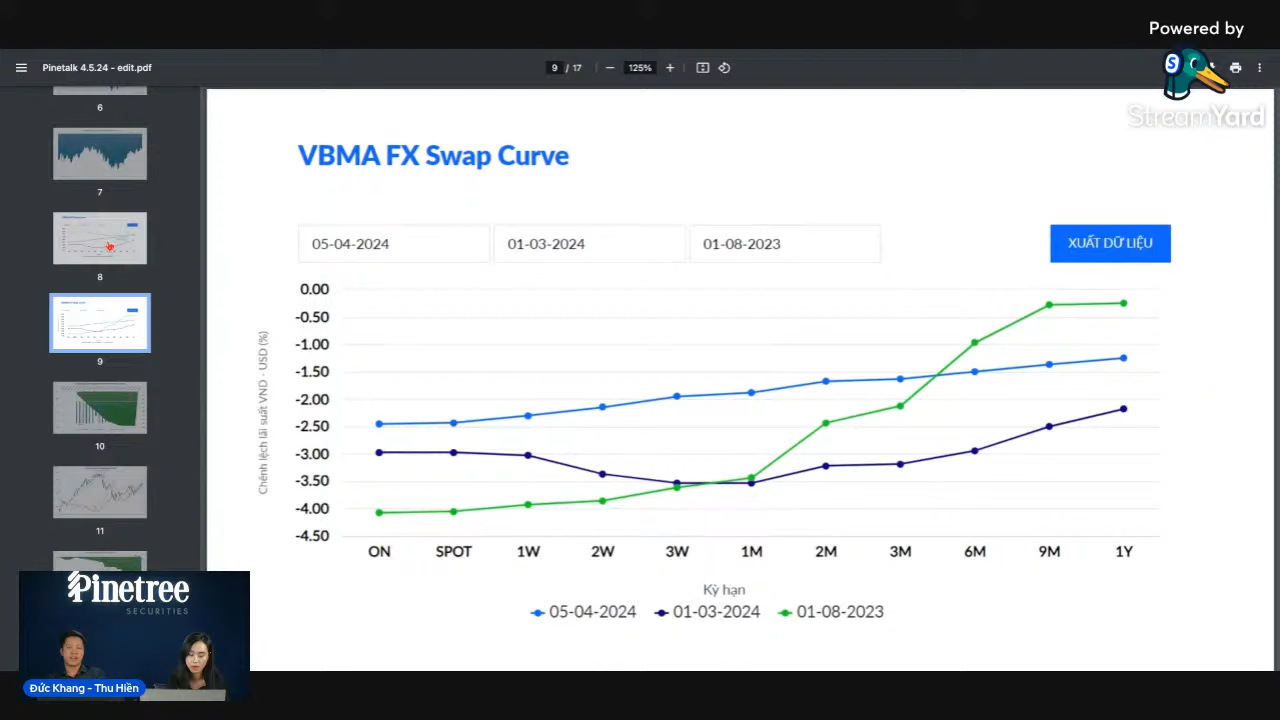 Powered by
StreamYard
Pinetalk 4.5.24 - edit.pdf
9 / 17
125%
6
7
8
9
10
11
VBMA FX Swap Curve
05-04-2024
01-03-2024
01-08-2023
XUẤT DỮ LIỆU
Chênh lệch lãi suất VND - USD (%)
0.00
-0.50
-1.00
-1.50
-2.00
-2.50
-3.00
-3.50
-4.00
-4.50
ON SPOT 1W 2W 3W 1M 2M 3M 6M 9M 1Y
Kỳ hạn
05-04-2024 01-03-2024 01-08-2023
Pinetree
SECURITIES
Đức Khang - Thu Hiền